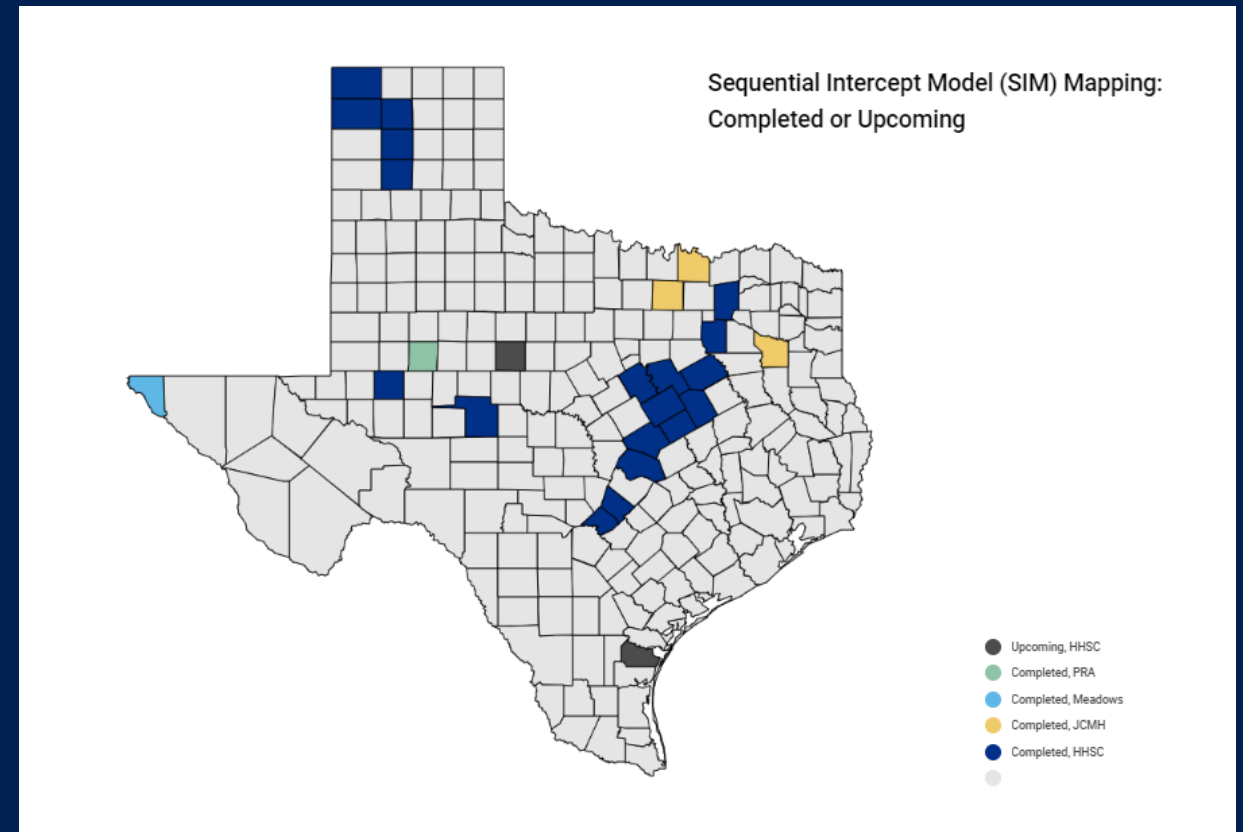 Sequential Intercept Model (SIM) Mapping:
Completed or Upcoming
Upcoming, HHSC
Completed, PRA
Completed, Meadows
Completed, JCMH
Completed, HHSC